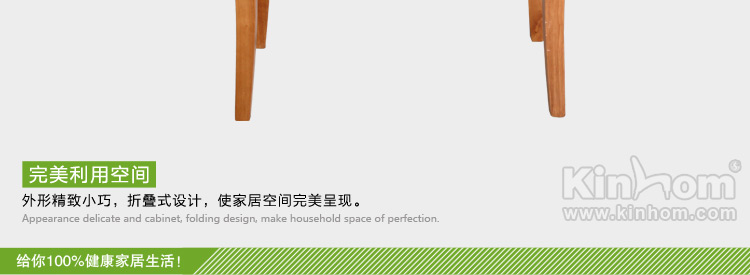 完美利用空间
外形精致小巧，折叠式设计，使家居空间完美呈现。
Appearance delicate and cabinet, folding design, make household space of perfection.
Kinhom®
www.kinhom.com
给你100%健康家居生活！